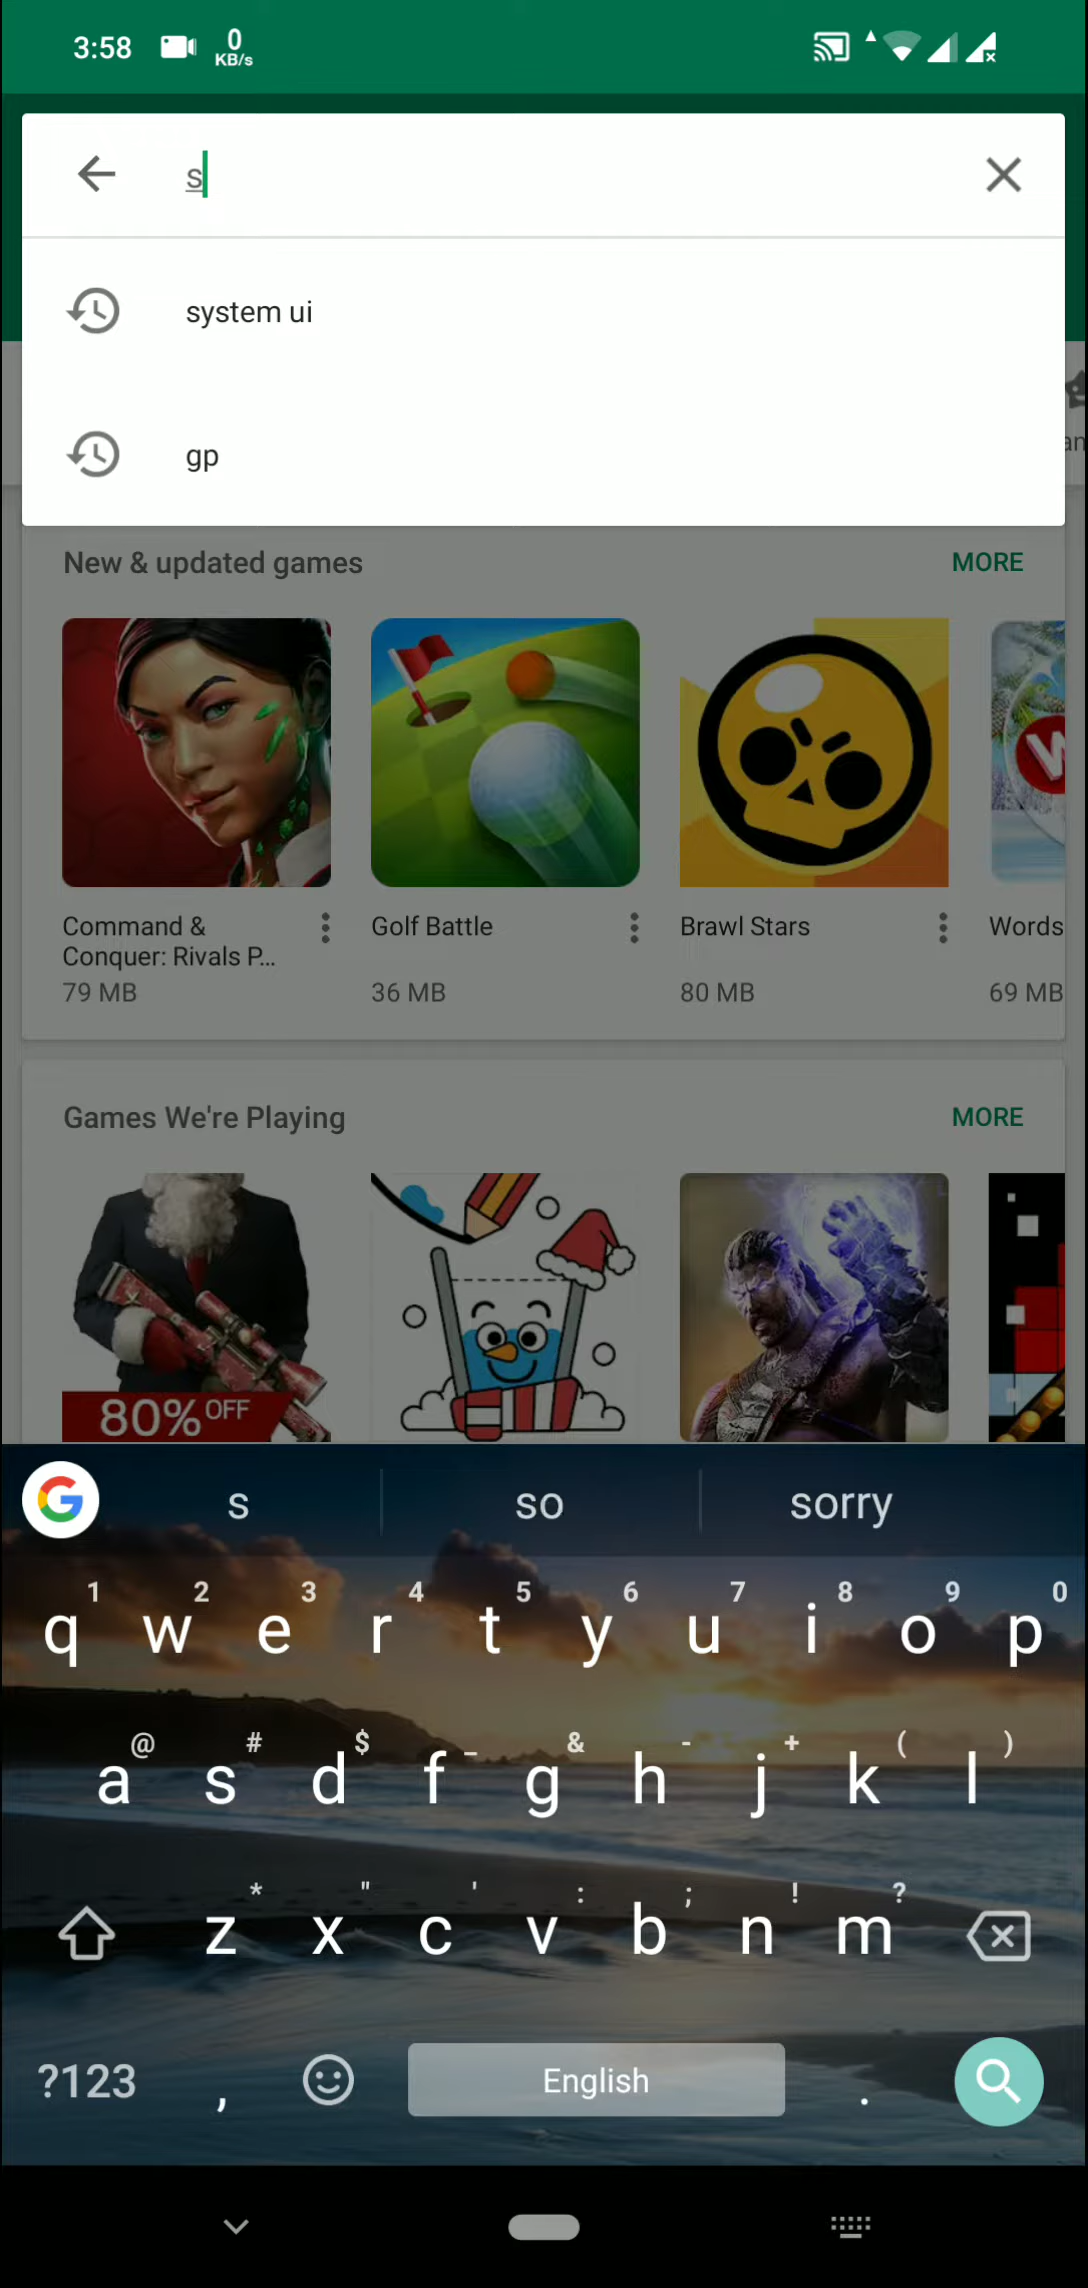 3:58
0
KB/s
s
system ui
gp
an
New & updated games
MORE
Command &
Conquer: Rivals P...
79 MB
Golf Battle
36 MB
Brawl Stars
80 MB
Words
69 MB
W
Games We're Playing
MORE
80% OFF
G
s so sorry
1 2 3 4 5 6 7 8 9 0
q w e r t y u i o p
@ # $ _ & - + ( )
a s d f g h j k l
* " ' : ; ! ?
z x c v b n m
?123 , English .